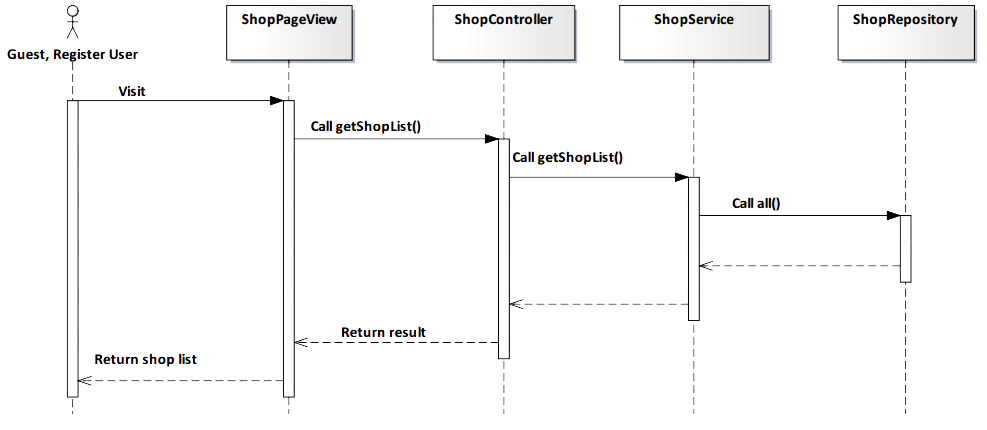 ShopPageView
ShopController
ShopService
ShopRepository
Guest, Register User
Visit
Call getShopList()
Call getShopList()
Call all()
Return result
Return shop list